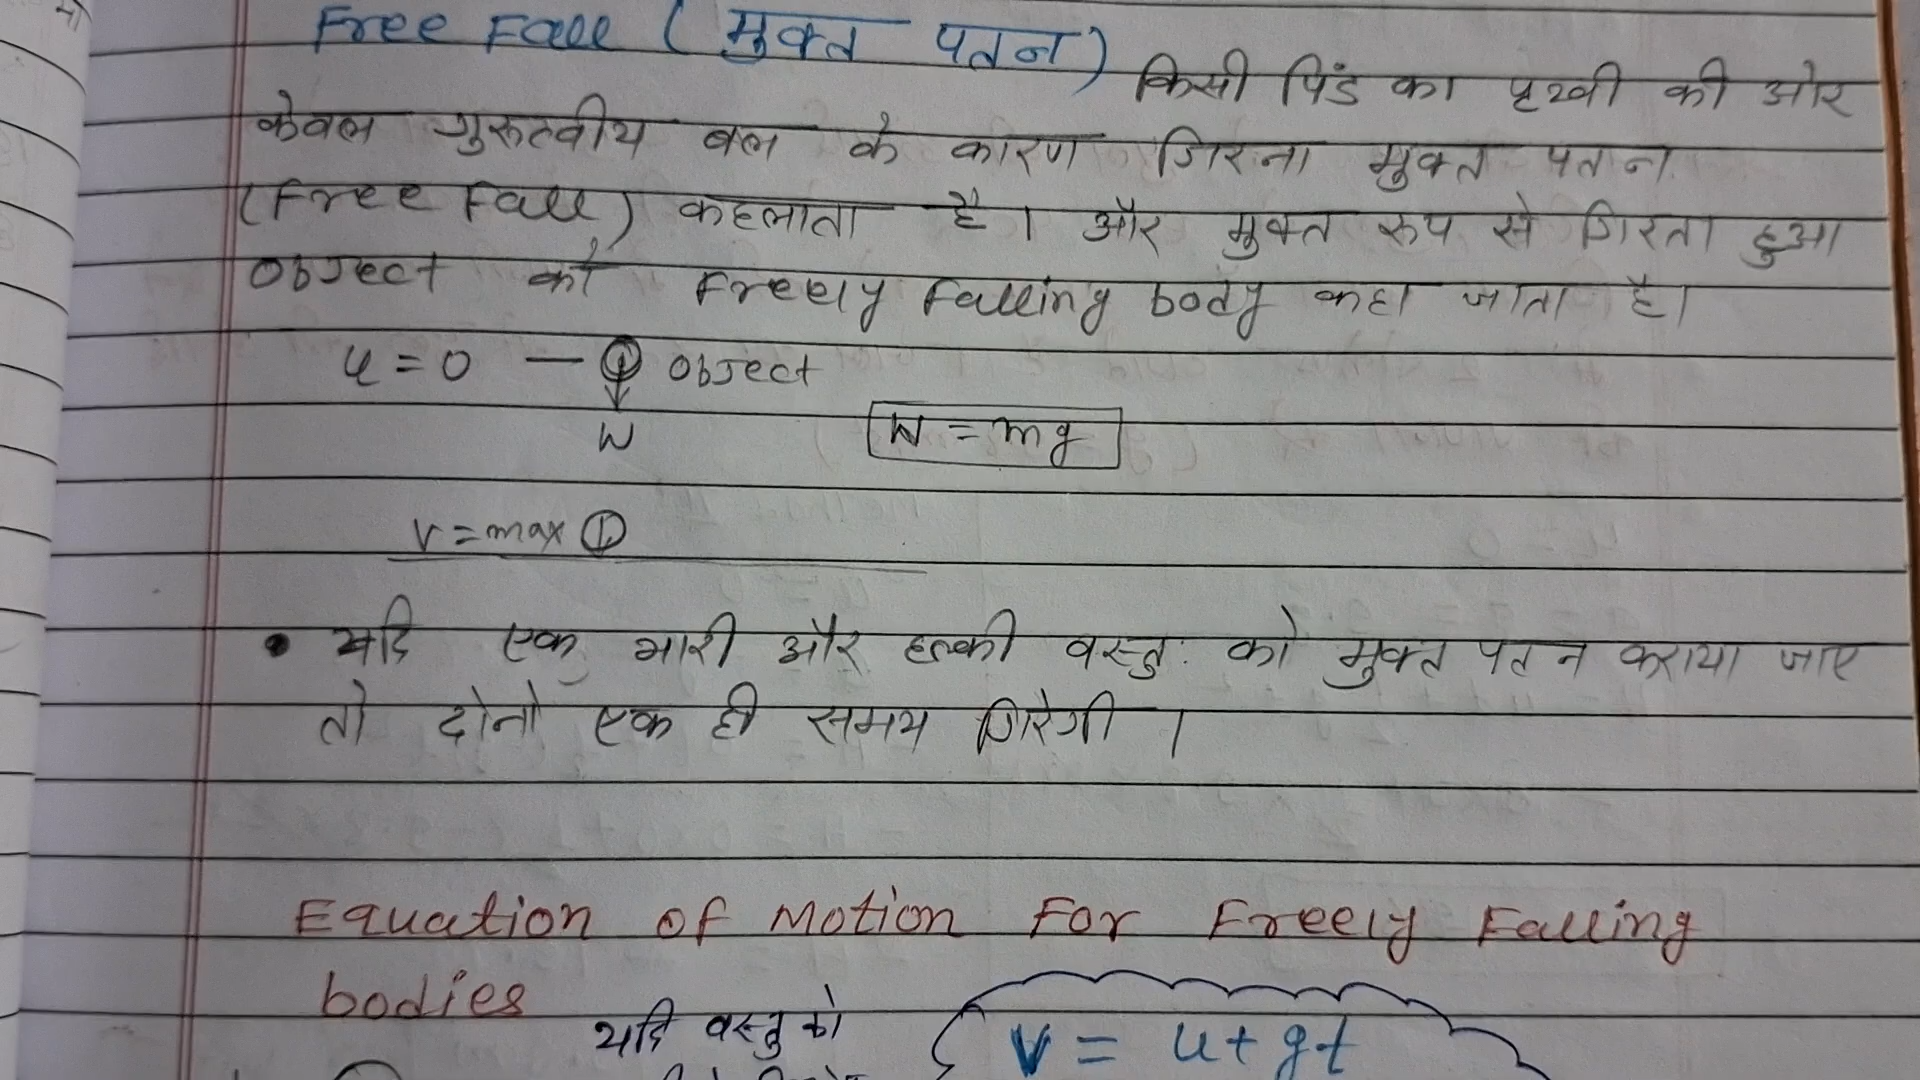 Free Fall (मुक्त पतन) किसी पिंड का पृथ्वी की ओर
केवल गुरुत्वीय बल के कारण गिरना मुक्त पतन
(Free Fall) कहलाता है। और मुक्त रूप से गिरता हुआ
object को Freely Falling body कहा जाता है।
u = 0 — object
W
W = mg
v = max
• यदि एक भारी और हल्की वस्तु को मुक्त पतन कराया जाए
तो दोनो एक ही समय गिरेगी ।
Equation of Motion For Freely Falling
bodies
यदि वस्तु को
V = u + gt